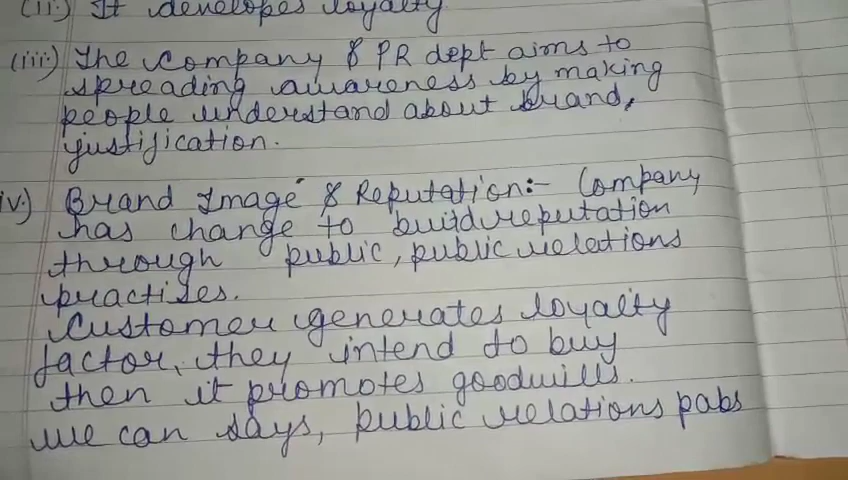 (ii.) It developes loyalty
(iii.) The company & PR dept aims to
spreading awareness by making
people understand about brand,
justification.
iv.) Brand Image & Reputation:- Company
has change to build reputation
through public, public relations
practises.
Customer generates loyalty
factor, they intend to buy
then it promotes goodwills.
we can says, public relations pabs